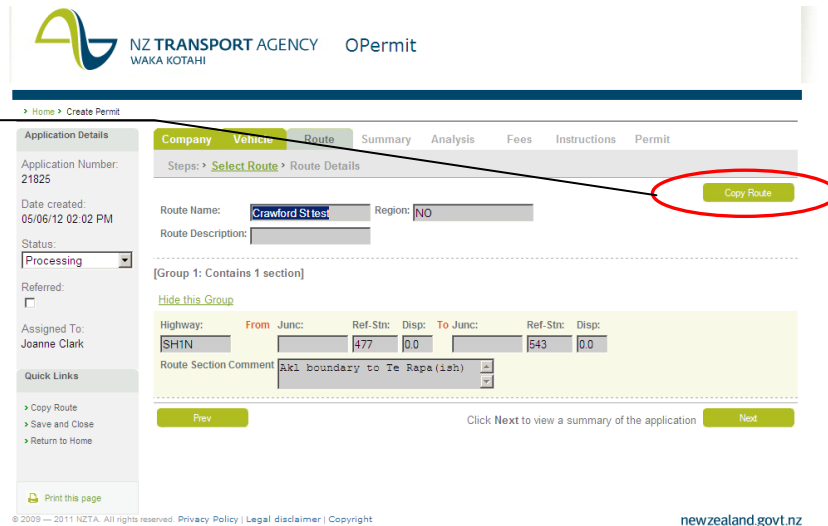 NZ TRANSPORT AGENCY
WAKA KOTAHI
OPermit
> Home > Create Permit
Application Details
Application Number:
21825
Date created:
05/06/12 02:02 PM
Status:
Processing
Referred:
Assigned To:
Joanne Clark
Quick Links
> Copy Route
> Save and Close
> Return to Home
Print this page
Company Vehicle Route Summary Analysis Fees Instructions Permit
Steps: > Select Route > Route Details
Copy Route
Route Name: Crawford St test Region: NO
Route Description:
[Group 1: Contains 1 section]
Hide this Group
Highway: From Junc: Ref-Stn: Disp: To Junc: Ref-Stn: Disp:
SH1N 477 0.0 543 0.0
Route Section Comment Akl boundary to Te Rapa(ish)
Prev Click Next to view a summary of the application Next
© 2009 — 2011 NZTA. All rights reserved. Privacy Policy | Legal disclaimer | Copyright
newzealand.govt.nz